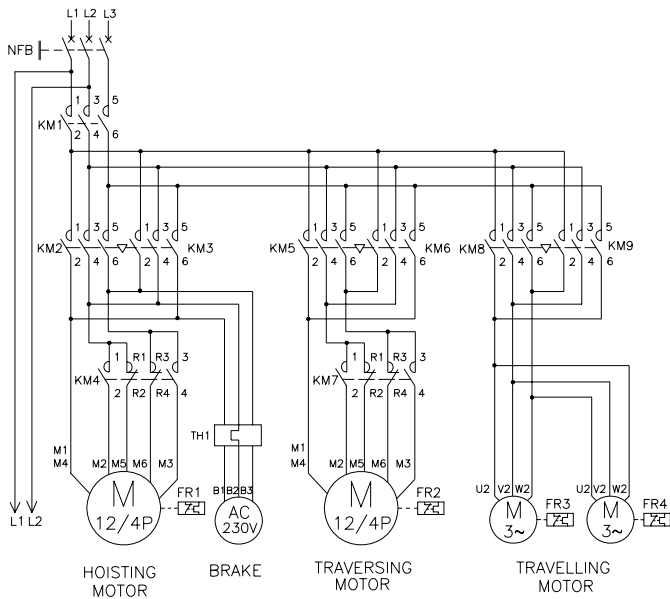 L1 L2 L3
NFB
1 3 5
KM1
2 4 6
1 3 5 1 3 5 1 3 5 1 3 5 1 3 5 1 3 5
KM2 KM3 KM5 KM6 KM8 KM9
2 4 6 2 4 6 2 4 6 2 4 6 2 4 6 2 4 6
1 R1 R3 3 1 R1 R3 3
KM4 KM7
2 R2 R4 4 2 R2 R4 4
TH1
M1 M1
M4 M2 M5 M6 M3 M4 M2 M5 M6 M3
B1 B2 B3
U2 V2 W2 U2 V2 W2
L1 L2
M FR1 AC M FR2 M FR3 M FR4
12/4P 230V 12/4P 3~ 3~
HOISTING
MOTOR
BRAKE
TRAVERSING
MOTOR
TRAVELLING
MOTOR